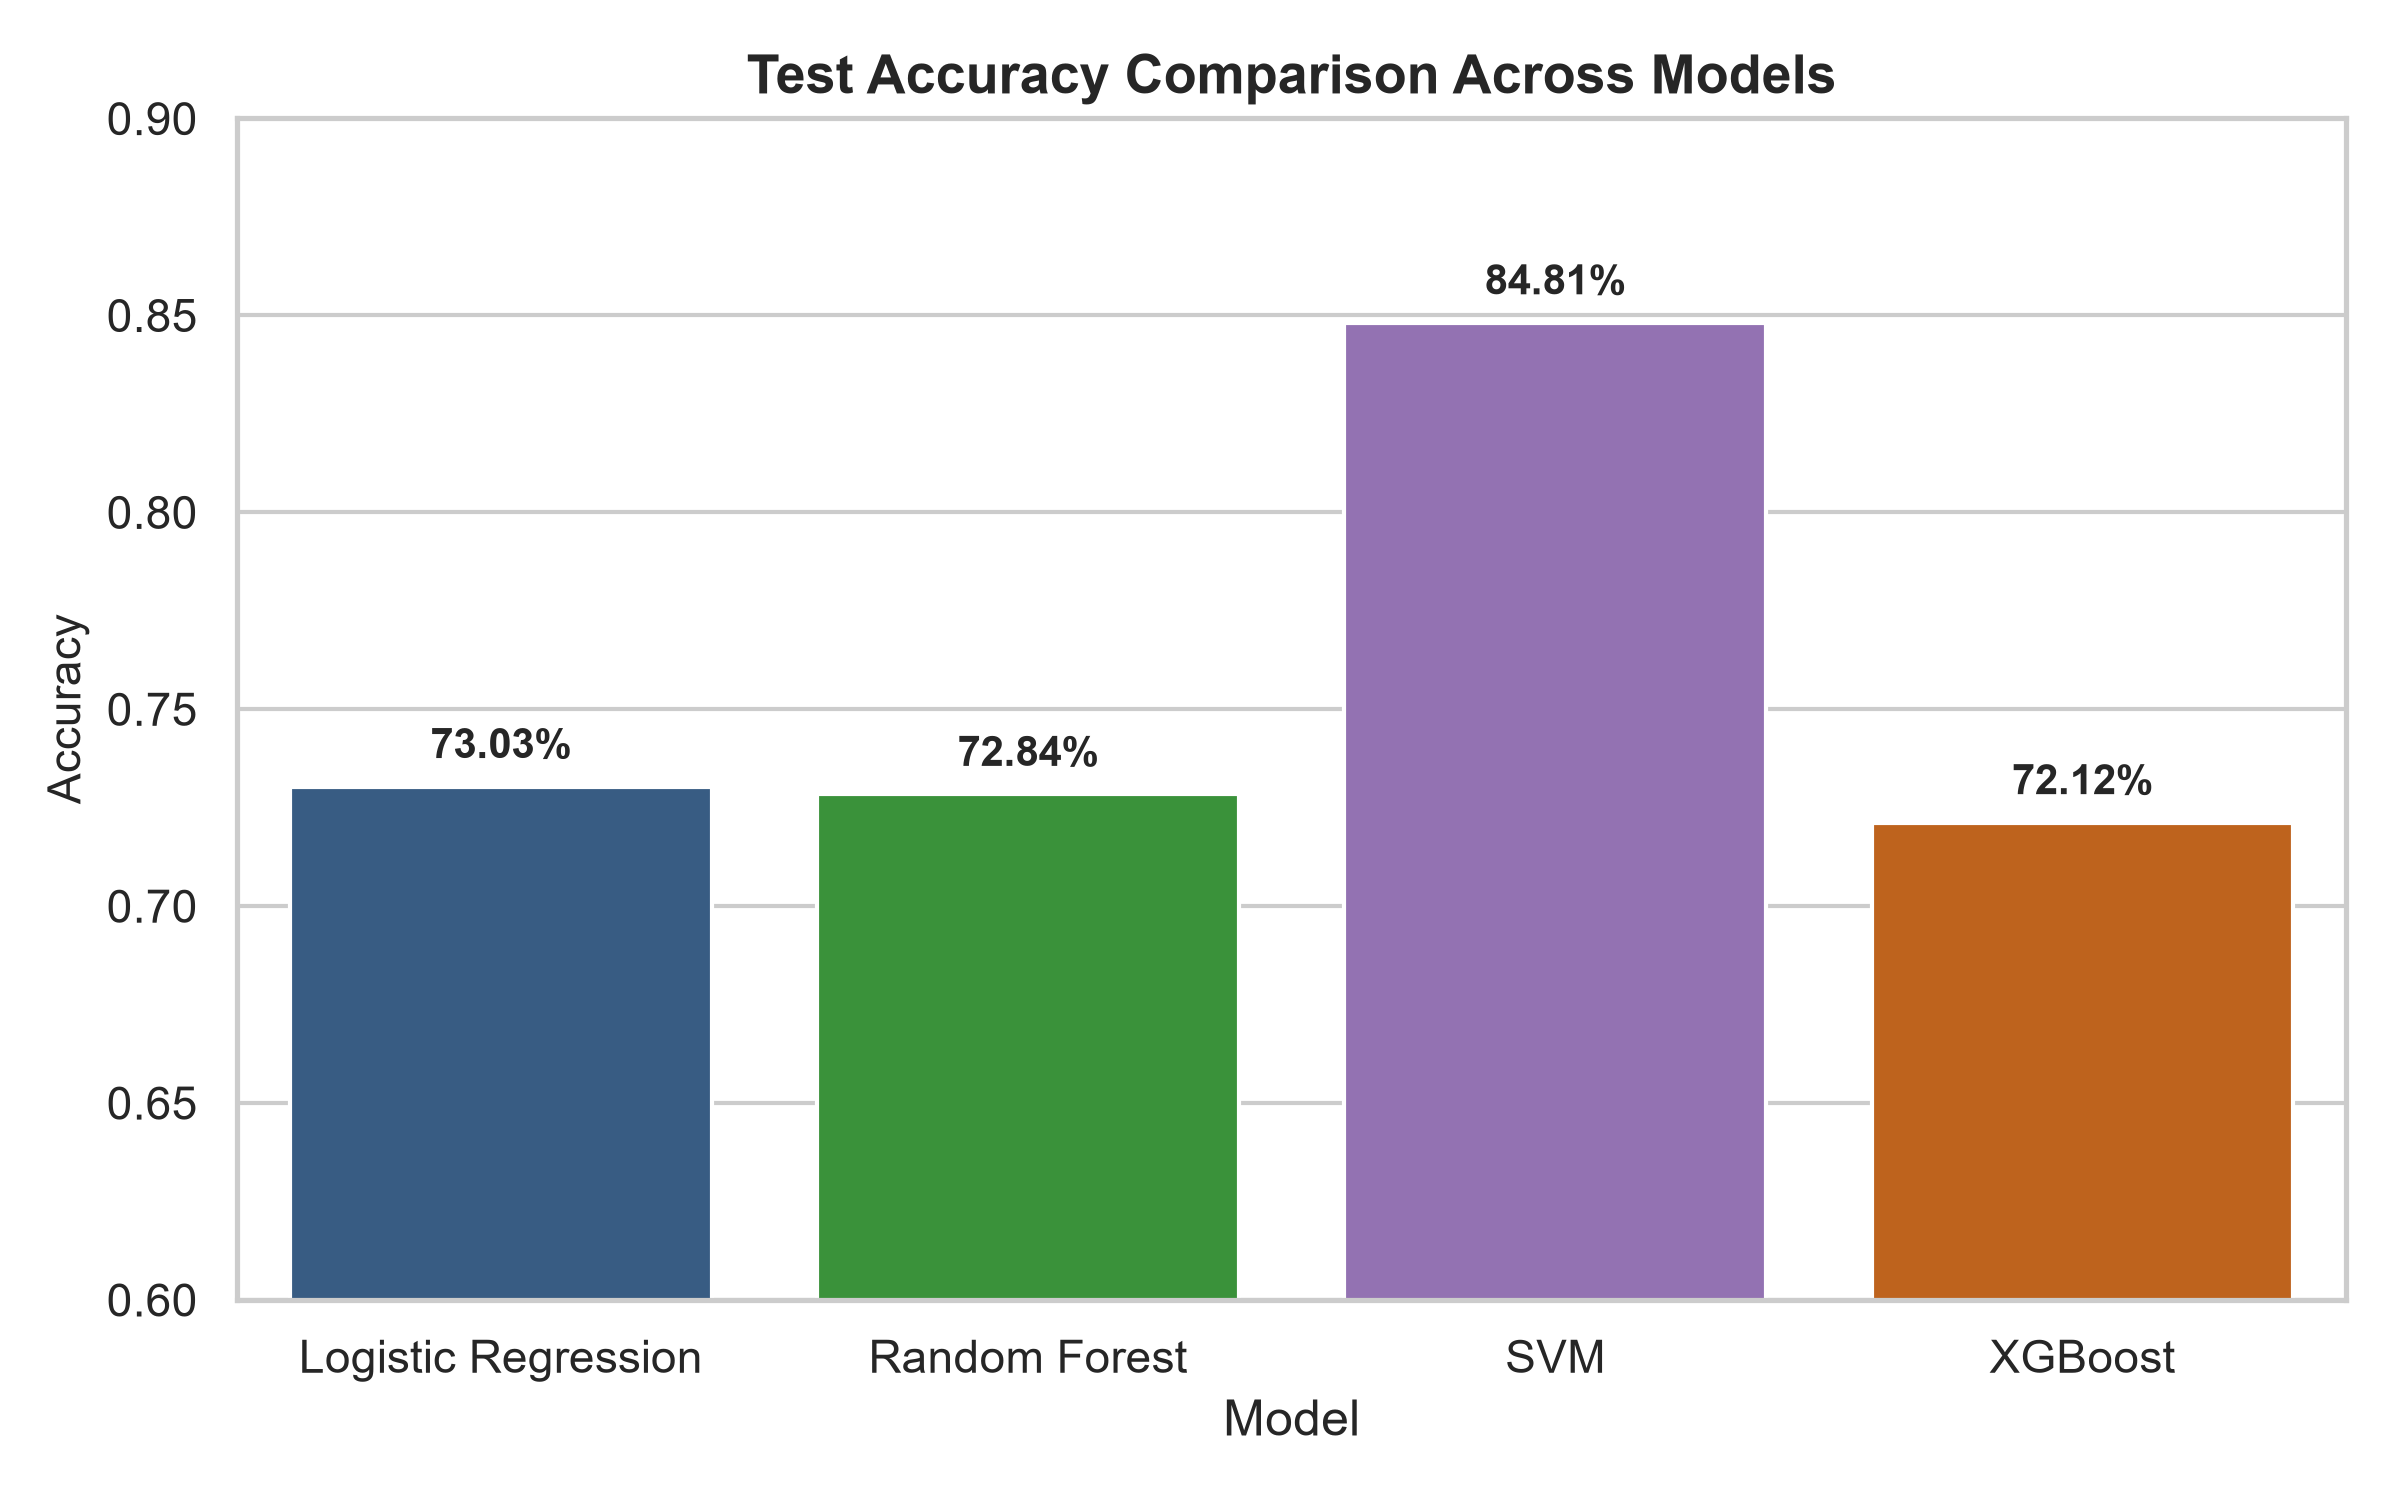 Test Accuracy Comparison Across Models
0.90
0.85
0.80
0.75
0.70
0.65
0.60
Accuracy
73.03%
72.84%
84.81%
72.12%
Logistic Regression
Random Forest
SVM
XGBoost
Model